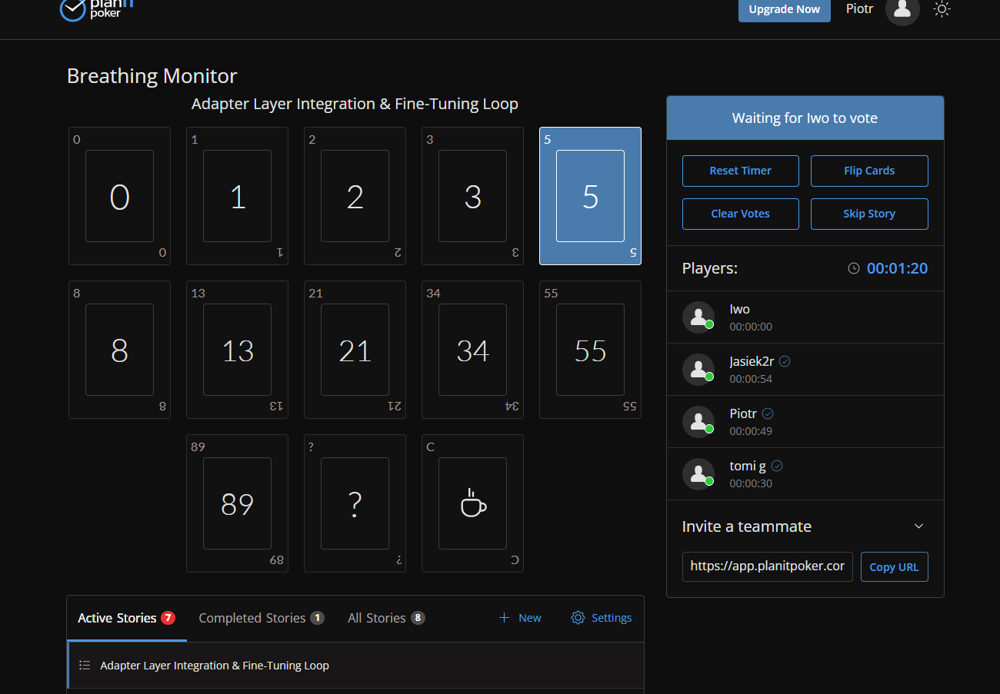 planIT
poker
Upgrade Now
Piotr
Breathing Monitor
Adapter Layer Integration & Fine-Tuning Loop
0
0
0
1
1
1
2
2
2
3
3
3
5
5
5
8
8
8
13
13
13
21
21
21
34
34
34
55
55
55
89
89
89
?
?
?
C
C
Active Stories 7
Completed Stories 1
All Stories 8
New
Settings
Adapter Layer Integration & Fine-Tuning Loop
Waiting for Iwo to vote
Reset Timer
Flip Cards
Clear Votes
Skip Story
Players:
00:01:20
Iwo
00:00:00
Jasiek2r
00:00:54
Piotr
00:00:49
tomi g
00:00:30
Invite a teammate
https://app.planitpoker.cor
Copy URL